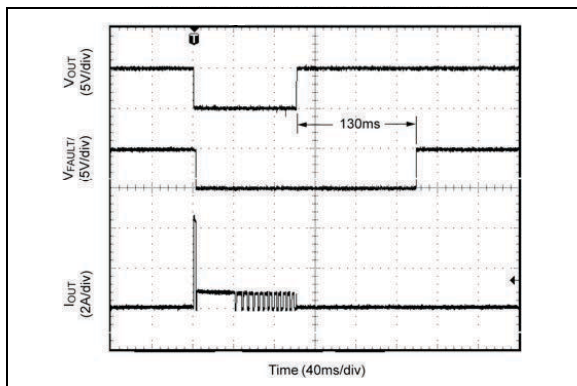 T
VOUT
(5V/div)
130ms
VFAULT/
(5V/div)
IOUT
(2A/div)
Time (40ms/div)